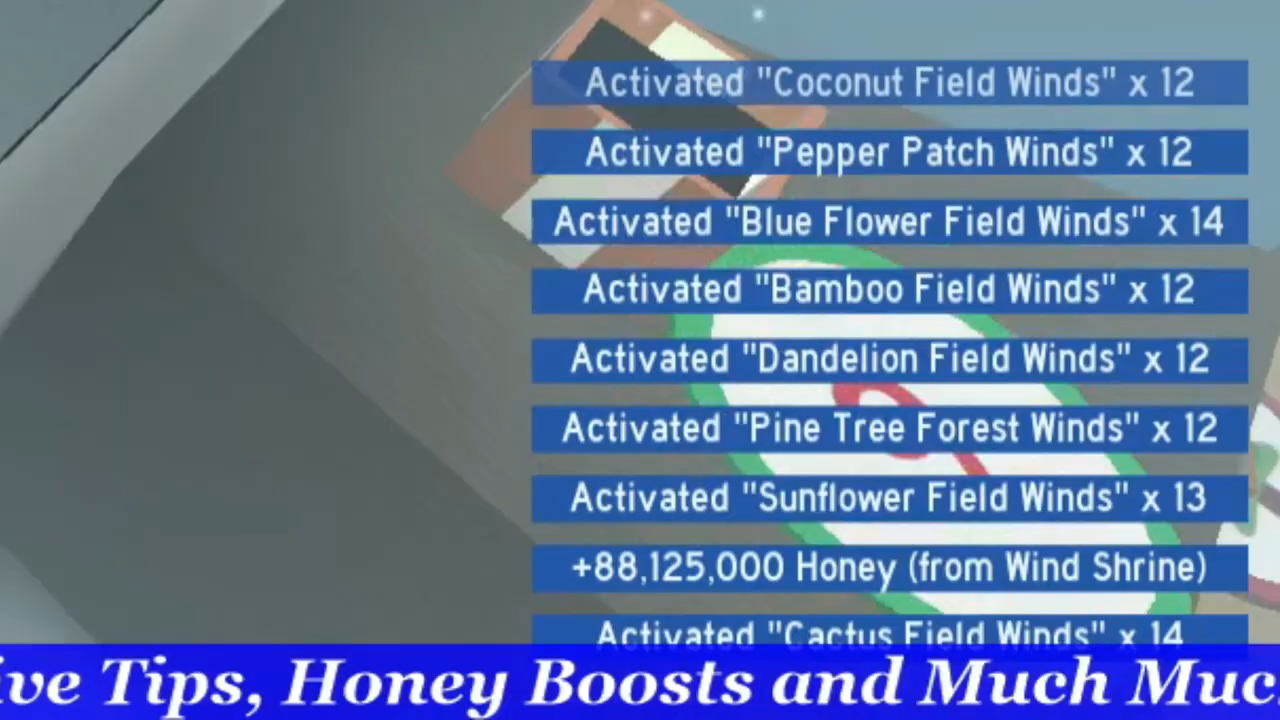 Activated "Coconut Field Winds" x 12
Activated "Pepper Patch Winds" x 12
Activated "Blue Flower Field Winds" x 14
Activated "Bamboo Field Winds" x 12
Activated "Dandelion Field Winds" x 12
Activated "Pine Tree Forest Winds" x 12
Activated "Sunflower Field Winds" x 13
+88,125,000 Honey (from Wind Shrine)
Activated "Cactus Field Winds" x 14
ive Tips, Honey Boosts and Much Muc